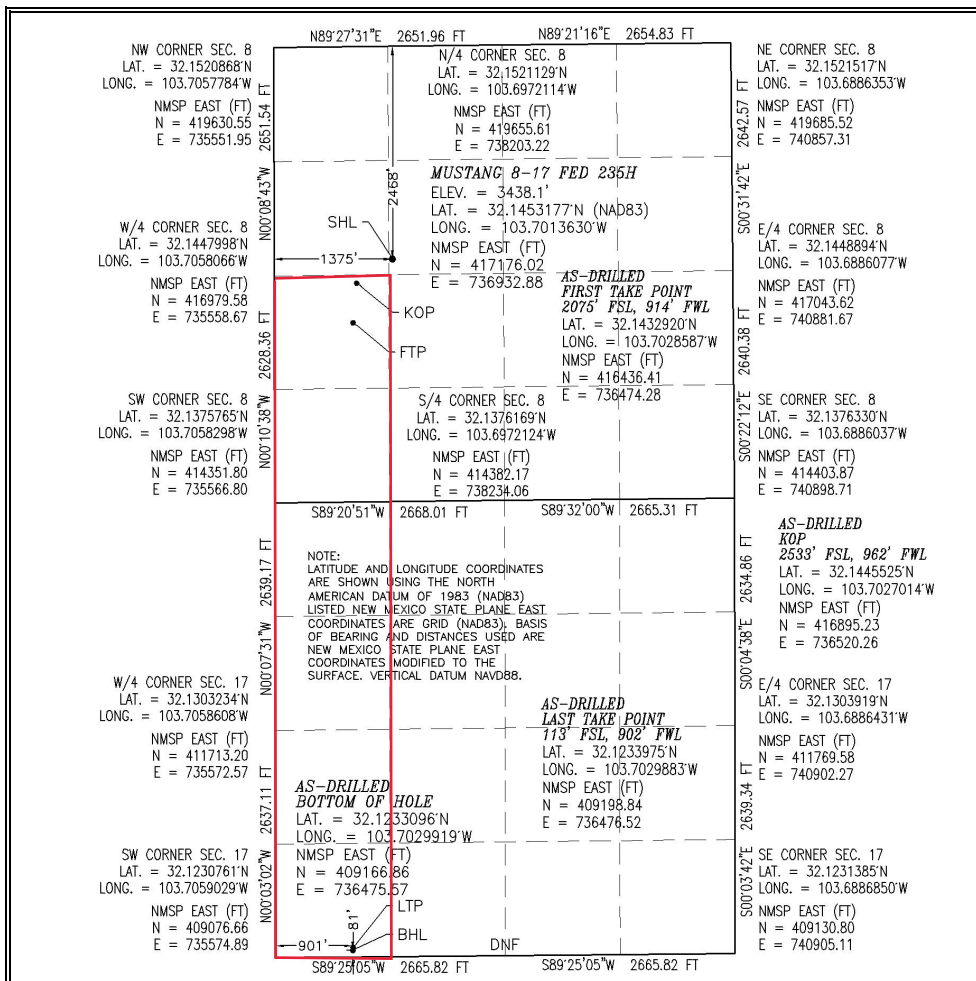 N89°27'31"E 2651.96 FT
N89°21'16"E 2654.83 FT
NW CORNER SEC. 8
LAT. = 32.1520868'N
LONG. = 103.7057784'W
NMSP EAST (FT)
N = 419630.55
E = 735551.95
N/4 CORNER SEC. 8
LAT. = 32.1521129'N
LONG. = 103.6972114'W
NMSP EAST (FT)
N = 419655.61
E = 738203.22
NE CORNER SEC. 8
LAT. = 32.1521517'N
LONG. = 103.6886353'W
NMSP EAST (FT)
N = 419685.52
E = 740857.31
2651.54 FT
N00°08'43"W
2642.57 FT
S00°31'42"E
2468'
MUSTANG 8-17 FED 235H
ELEV. = 3438.1'
LAT. = 32.1453177'N (NAD83)
LONG. = 103.7013630'W
NMSP EAST (FT)
N = 417176.02
E = 736932.88
SHL
1375'
W/4 CORNER SEC. 8
LAT. = 32.1447998'N
LONG. = 103.7058066'W
NMSP EAST (FT)
N = 416979.58
E = 735558.67
E/4 CORNER SEC. 8
LAT. = 32.1448894'N
LONG. = 103.6886077'W
NMSP EAST (FT)
N = 417043.62
E = 740881.67
KOP
FTP
AS-DRILLED
FIRST TAKE POINT
2075' FSL, 914' FWL
LAT. = 32.1432920'N
LONG. = 103.7028587'W
NMSP EAST (FT)
N = 416436.41
E = 736474.28
2628.36 FT
N00°10'38"W
2640.38 FT
S00°22'12"E
SW CORNER SEC. 8
LAT. = 32.1375765'N
LONG. = 103.7058298'W
NMSP EAST (FT)
N = 414351.80
E = 735566.80
S/4 CORNER SEC. 8
LAT. = 32.1376169'N
LONG. = 103.6972124'W
NMSP EAST (FT)
N = 414382.17
E = 738234.06
SE CORNER SEC. 8
LAT. = 32.1376330'N
LONG. = 103.6886037'W
NMSP EAST (FT)
N = 414403.87
E = 740898.71
S89°20'51"W 2668.01 FT
S89°32'00"W 2665.31 FT
AS-DRILLED
KOP
2533' FSL, 962' FWL
LAT. = 32.1445525'N
LONG. = 103.7027014'W
NMSP EAST (FT)
N = 416895.23
E = 736520.26
NOTE:
LATITUDE AND LONGITUDE COORDINATES
ARE SHOWN USING THE NORTH
AMERICAN DATUM OF 1983 (NAD83)
LISTED NEW MEXICO STATE PLANE EAST
COORDINATES ARE GRID (NAD83). BASIS
OF BEARING AND DISTANCES USED ARE
NEW MEXICO STATE PLANE EAST
COORDINATES MODIFIED TO THE
SURFACE. VERTICAL DATUM NAVD88.
2639.17 FT
N00°07'31"W
2634.86 FT
S00°04'38"E
W/4 CORNER SEC. 17
LAT. = 32.1303234'N
LONG. = 103.7058608'W
NMSP EAST (FT)
N = 411713.20
E = 735572.57
E/4 CORNER SEC. 17
LAT. = 32.1303919'N
LONG. = 103.6886431'W
NMSP EAST (FT)
N = 411769.58
E = 740902.27
AS-DRILLED
LAST TAKE POINT
113' FSL, 902' FWL
LAT. = 32.1233975'N
LONG. = 103.7029883'W
NMSP EAST (FT)
N = 409198.84
E = 736476.52
AS-DRILLED
BOTTOM OF HOLE
LAT. = 32.1233096'N
LONG. = 103.7029919'W
NMSP EAST (FT)
N = 409166.86
E = 736475.57
2637.11 FT
N00°03'02"W
2639.34 FT
S00°03'42"E
SW CORNER SEC. 17
LAT. = 32.1230761'N
LONG. = 103.7059029'W
NMSP EAST (FT)
N = 409076.66
E = 735574.89
SE CORNER SEC. 17
LAT. = 32.1231385'N
LONG. = 103.6886850'W
NMSP EAST (FT)
N = 409130.80
E = 740905.11
LTP
BHL
81'
901'
DNF
S89°25'05"W 2665.82 FT
S89°25'05"W 2665.82 FT